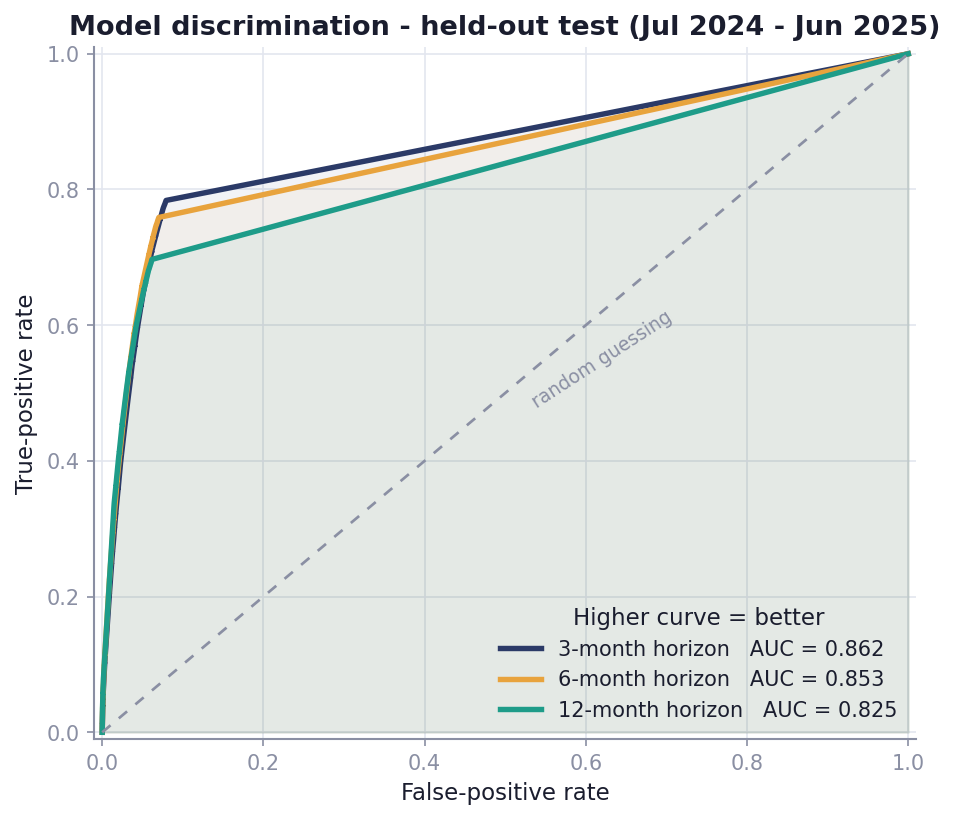 Model discrimination - held-out test (Jul 2024 - Jun 2025)
1.0
0.8
0.6
0.4
0.2
0.0
True-positive rate
random guessing
Higher curve = better
3-month horizon   AUC = 0.862
6-month horizon   AUC = 0.853
12-month horizon   AUC = 0.825
0.0 0.2 0.4 0.6 0.8 1.0
False-positive rate